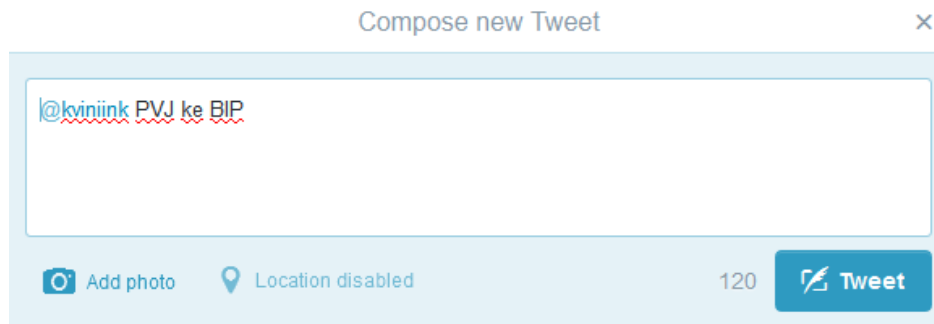 Compose new Tweet ×
@kviniink PVJ ke BIP
Add photo Location disabled 120 Tweet